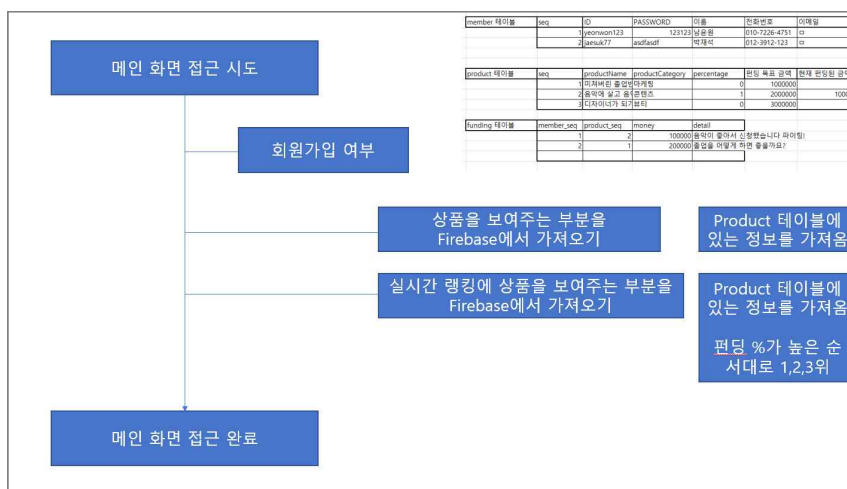 member 테이블 seq ID PASSWORD 이름 전화번호 이메일
1 yeonwon123 123123 남윤원 010-7226-4751 ㅁ
2 jaesuk77 asdfasdf 박재석 012-3912-123 ㅁ
product 테이블 seq productName productCategory percentage 펀딩 목표 금액 현재 펀딩된 금액
1 미쳐버린 졸업반 마케팅 0 1000000
2 음악에 살고 음 콘텐츠 1 2000000 1000
3 디자이너가 되기 뷰티 0 3000000
funding 테이블 member_seq product_seq money detail
1 2 100000 음악이 좋아서 신청했습니다 파이팅!
2 1 200000 졸업을 어떻게 하면 좋을까요?
메인 화면 접근 시도
회원가입 여부
상품을 보여주는 부분을
Firebase에서 가져오기
Product 테이블에
있는 정보를 가져옴
실시간 랭킹에 상품을 보여주는 부분을
Firebase에서 가져오기
Product 테이블에
있는 정보를 가져옴
펀딩 %가 높은 순
서대로 1,2,3위
메인 화면 접근 완료